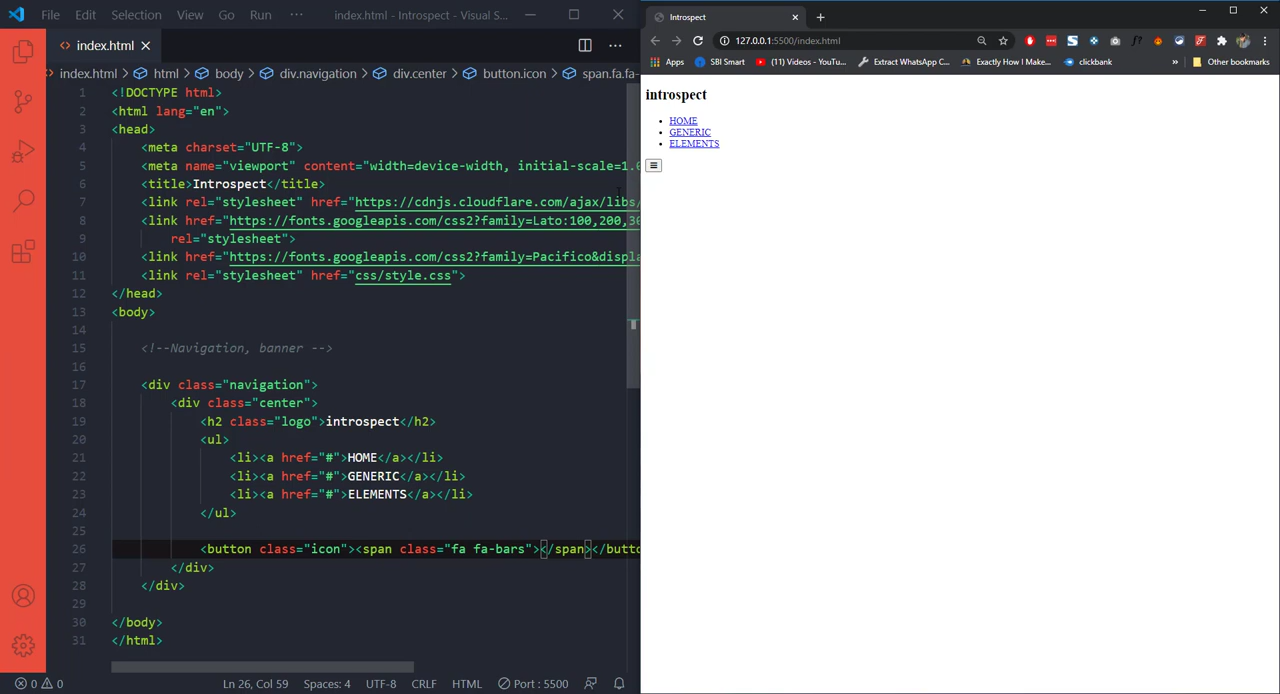 File Edit Selection View Go Run ··· index.html - Introspect - Visual S...
index.html
index.html > html > body > div.navigation > div.center > button.icon > span.fa.fa-
1 <!DOCTYPE html>
2 <html lang="en">
3 <head>
4 <meta charset="UTF-8">
5 <meta name="viewport" content="width=device-width, initial-scale=1.0
6 <title>Introspect</title>
7 <link rel="stylesheet" href="https://cdnjs.cloudflare.com/ajax/libs/
8 <link href="https://fonts.googleapis.com/css2?family=Lato:100,200,30
9 rel="stylesheet">
10 <link href="https://fonts.googleapis.com/css2?family=Pacifico&displa
11 <link rel="stylesheet" href="css/style.css">
12 </head>
13 <body>
14
15 <!--Navigation, banner -->
16
17 <div class="navigation">
18 <div class="center">
19 <h2 class="logo">introspect</h2>
20 <ul>
21 <li><a href="#">HOME</a></li>
22 <li><a href="#">GENERIC</a></li>
23 <li><a href="#">ELEMENTS</a></li>
24 </ul>
25
26 <button class="icon"><span class="fa fa-bars"></span></butto
27 </div>
28 </div>
29
30 </body>
31 </html>
0 0 Ln 26, Col 59 Spaces: 4 UTF-8 CRLF HTML Port : 5500
Introspect
127.0.0.1:5500/index.html
Apps SBI Smart (11) Videos - YouTu... Extract WhatsApp C... Exactly How I Make... clickbank » Other bookmarks
introspect
• HOME
• GENERIC
• ELEMENTS